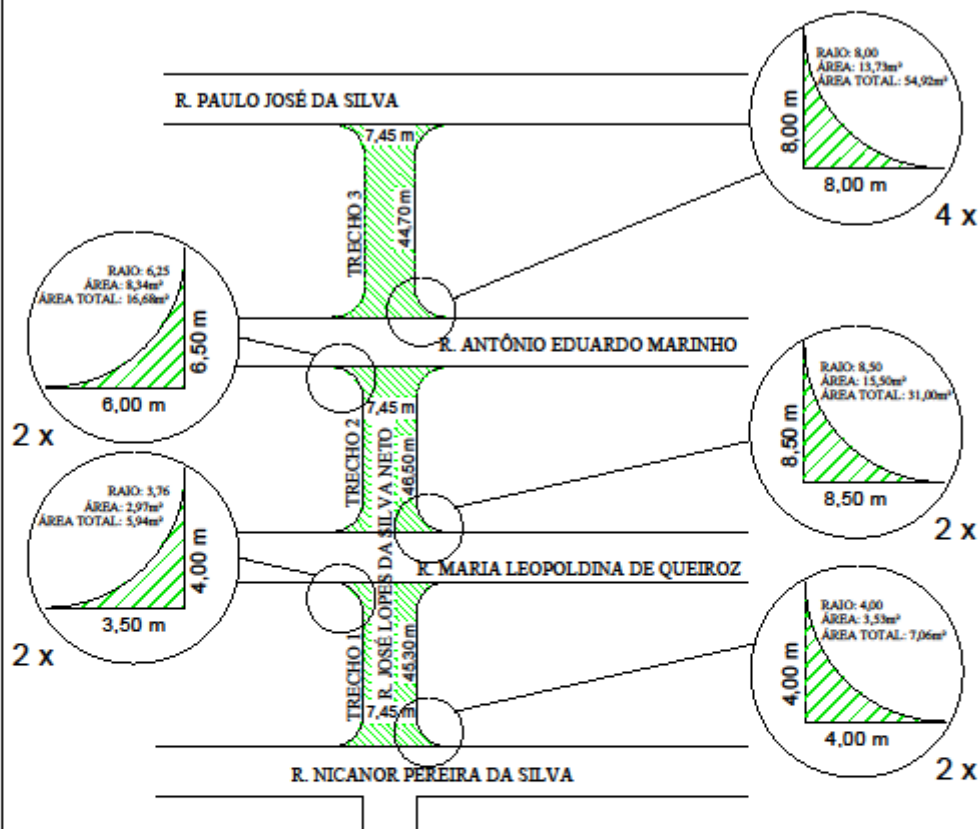 RAIO: 8,00
ÁREA: 13,73m²
ÁREA TOTAL: 54,92m²
8,00 m
8,00 m
4 x
R. PAULO JOSÉ DA SILVA
7,45 m
TRECHO 3
44,70 m
RAIO: 6,25
ÁREA: 8,34m²
ÁREA TOTAL: 16,68m²
6,50 m
6,00 m
2 x
R. ANTÔNIO EDUARDO MARINHO
RAIO: 8,50
ÁREA: 15,50m²
ÁREA TOTAL: 31,00m²
8,50 m
8,50 m
2 x
7,45 m
TRECHO 2
46,50 m
R. JOSÉ LOPES DA SILVA NETO
RAIO: 3,76
ÁREA: 2,97m²
ÁREA TOTAL: 5,94m²
4,00 m
3,50 m
2 x
R. MARIA LEOPOLDINA DE QUEIROZ
RAIO: 4,00
ÁREA: 3,53m²
ÁREA TOTAL: 7,06m²
4,00 m
4,00 m
2 x
TRECHO 1
45,30 m
7,45 m
R. NICANOR PEREIRA DA SILVA